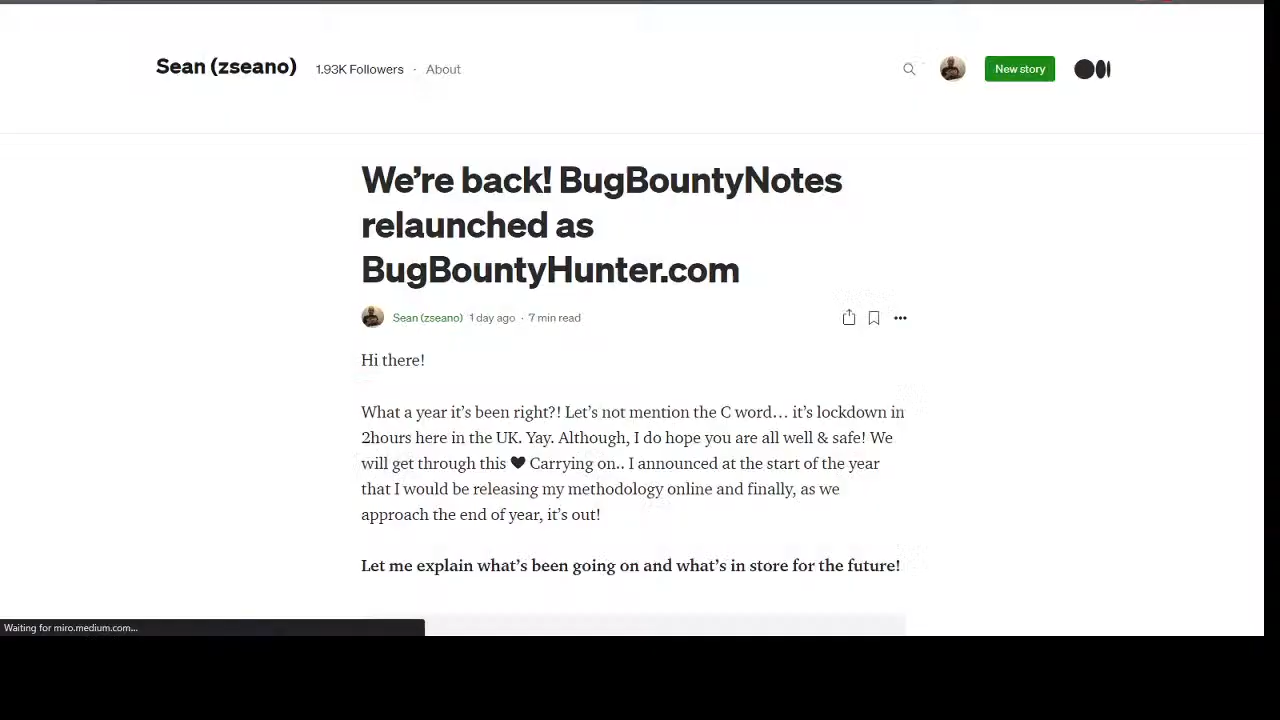 Sean (zseano) 1.93K Followers · About New story
We’re back! BugBountyNotes
relaunched as
BugBountyHunter.com
Sean (zseano) 1 day ago · 7 min read
Hi there!
What a year it’s been right?! Let’s not mention the C word… it’s lockdown in
2hours here in the UK. Yay. Although, I do hope you are all well & safe! We
will get through this ♥ Carrying on.. I announced at the start of the year
that I would be releasing my methodology online and finally, as we
approach the end of year, it’s out!
Let me explain what’s been going on and what’s in store for the future!
Waiting for miro.medium.com...